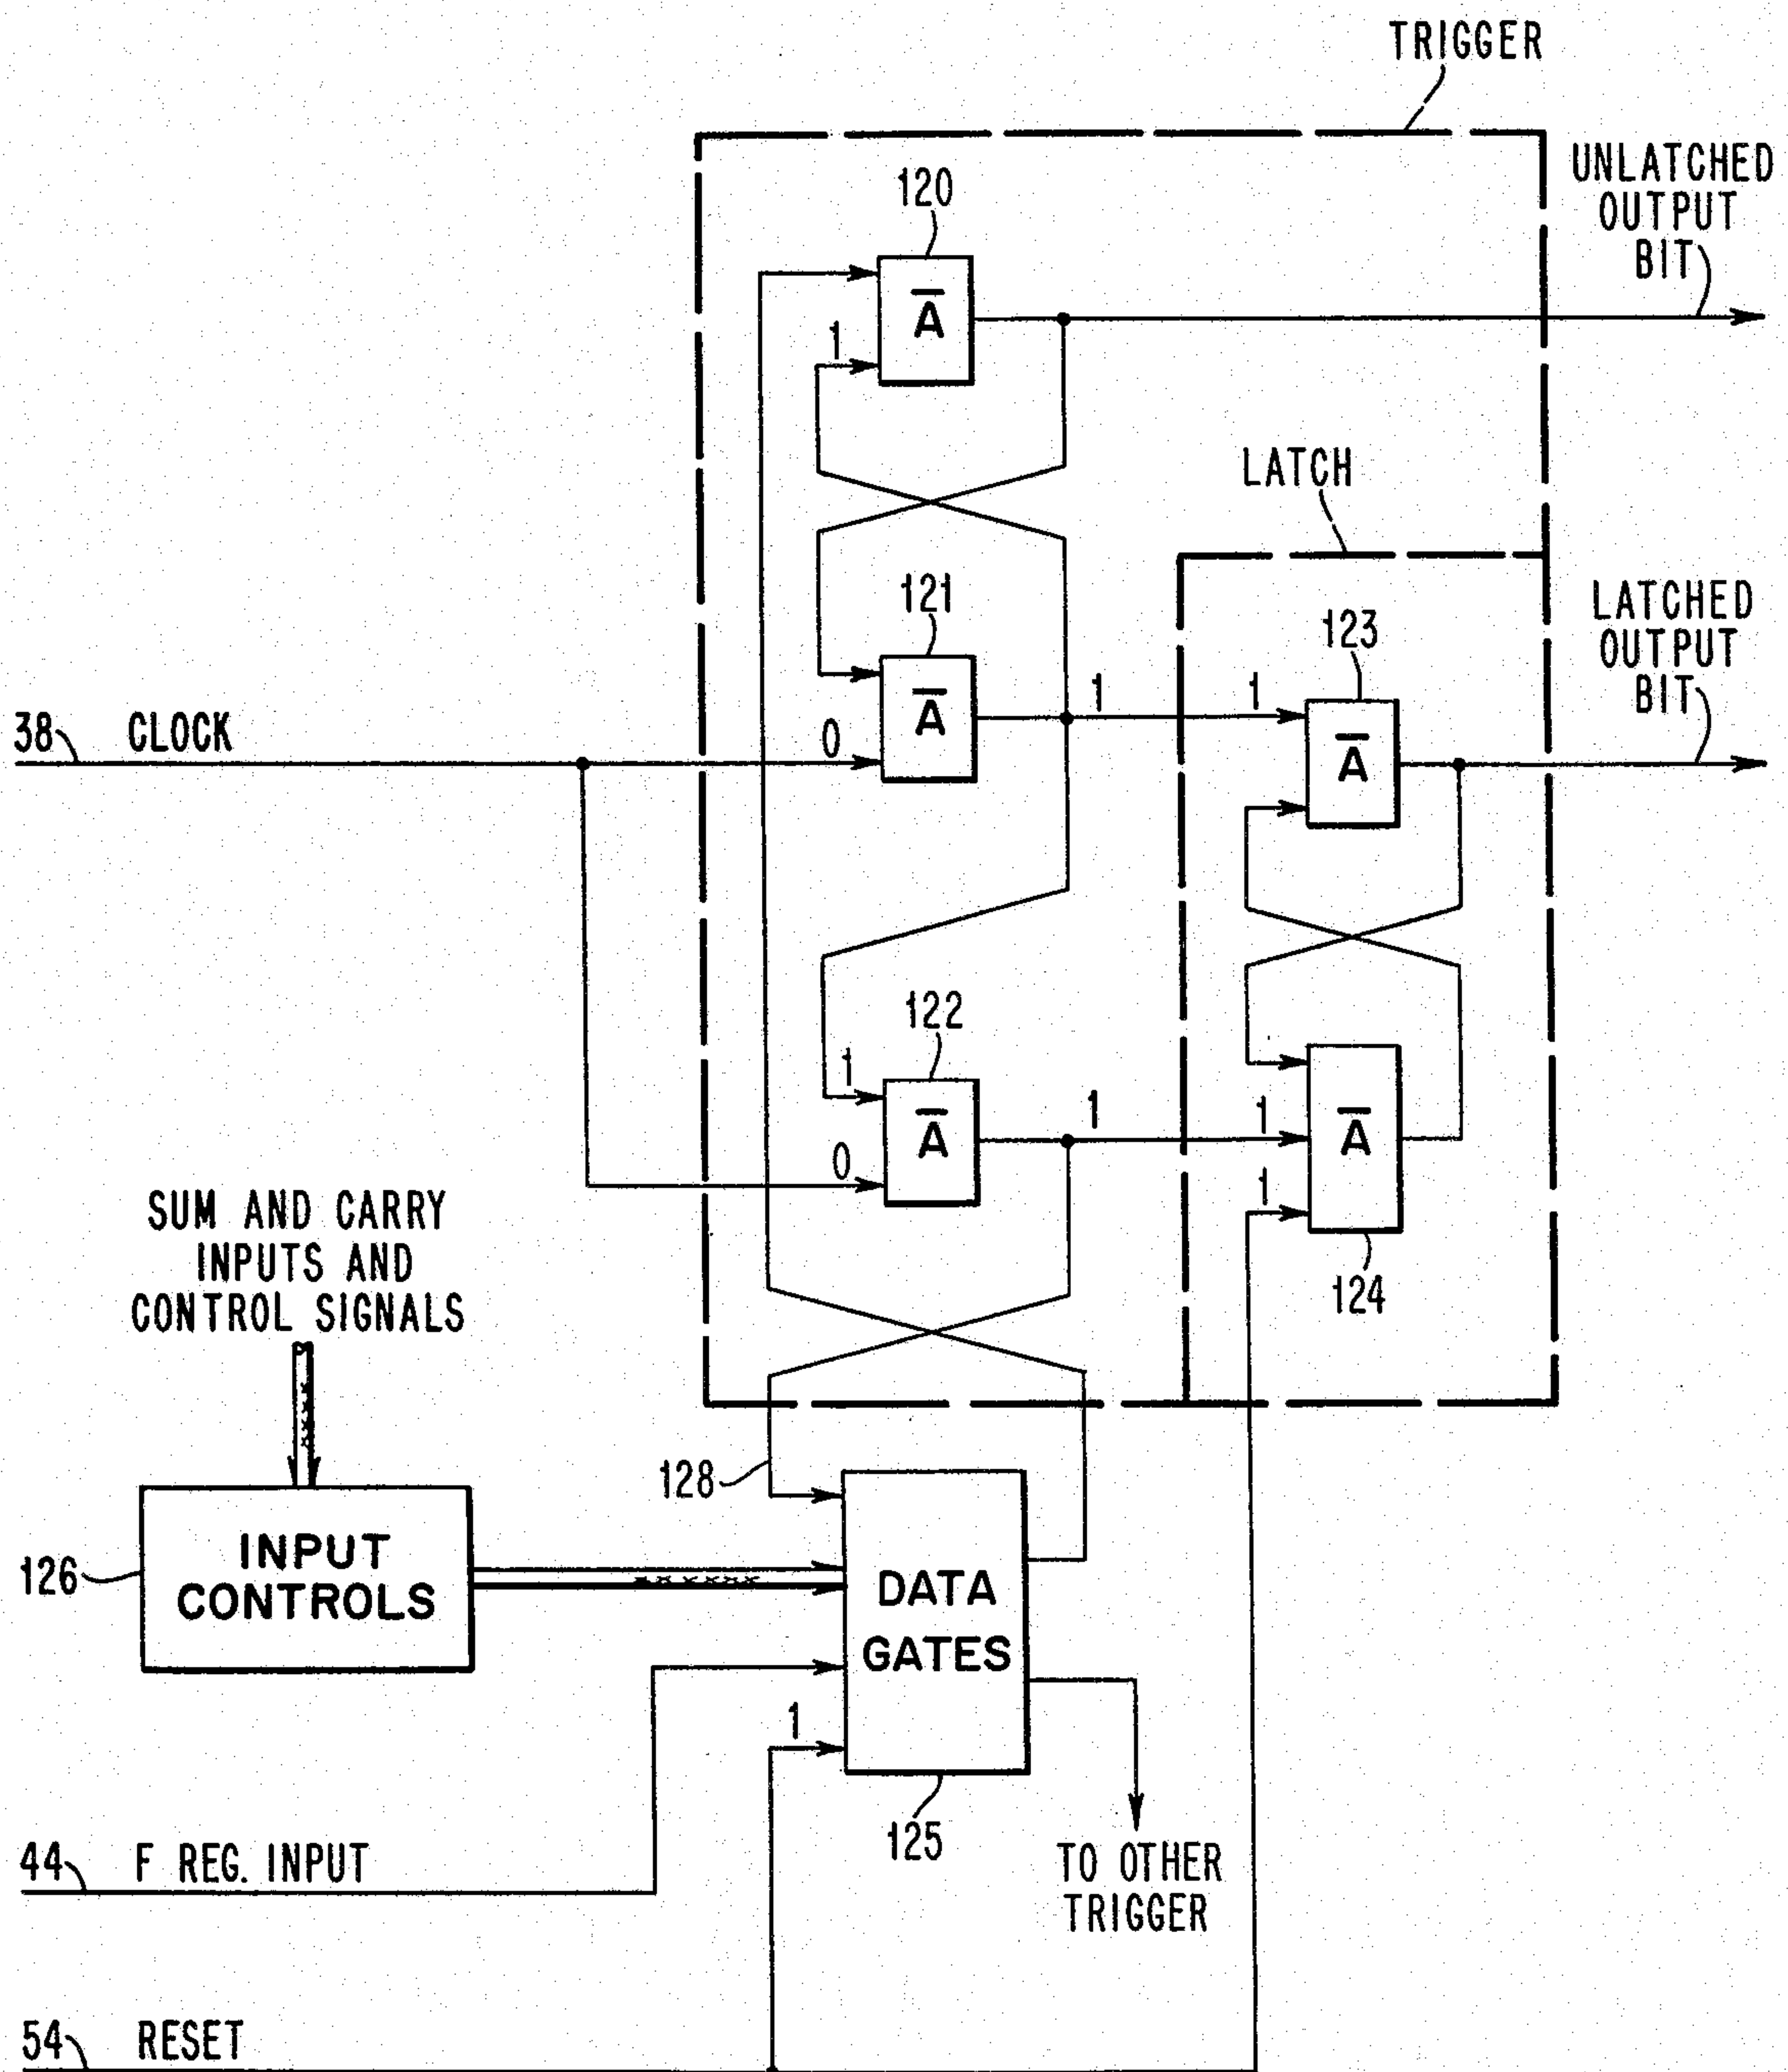 TRIGGER
UNLATCHED
OUTPUT
BIT
120
A
1
LATCH
121
123
LATCHED
OUTPUT
BIT
38 CLOCK
0
A
1
1
A
122
1
0
A
1
1
1
A
124
SUM AND CARRY
INPUTS AND
CONTROL SIGNALS
128
126
INPUT
CONTROLS
DATA
GATES
1
125
44 F REG. INPUT
TO OTHER
TRIGGER
54 RESET